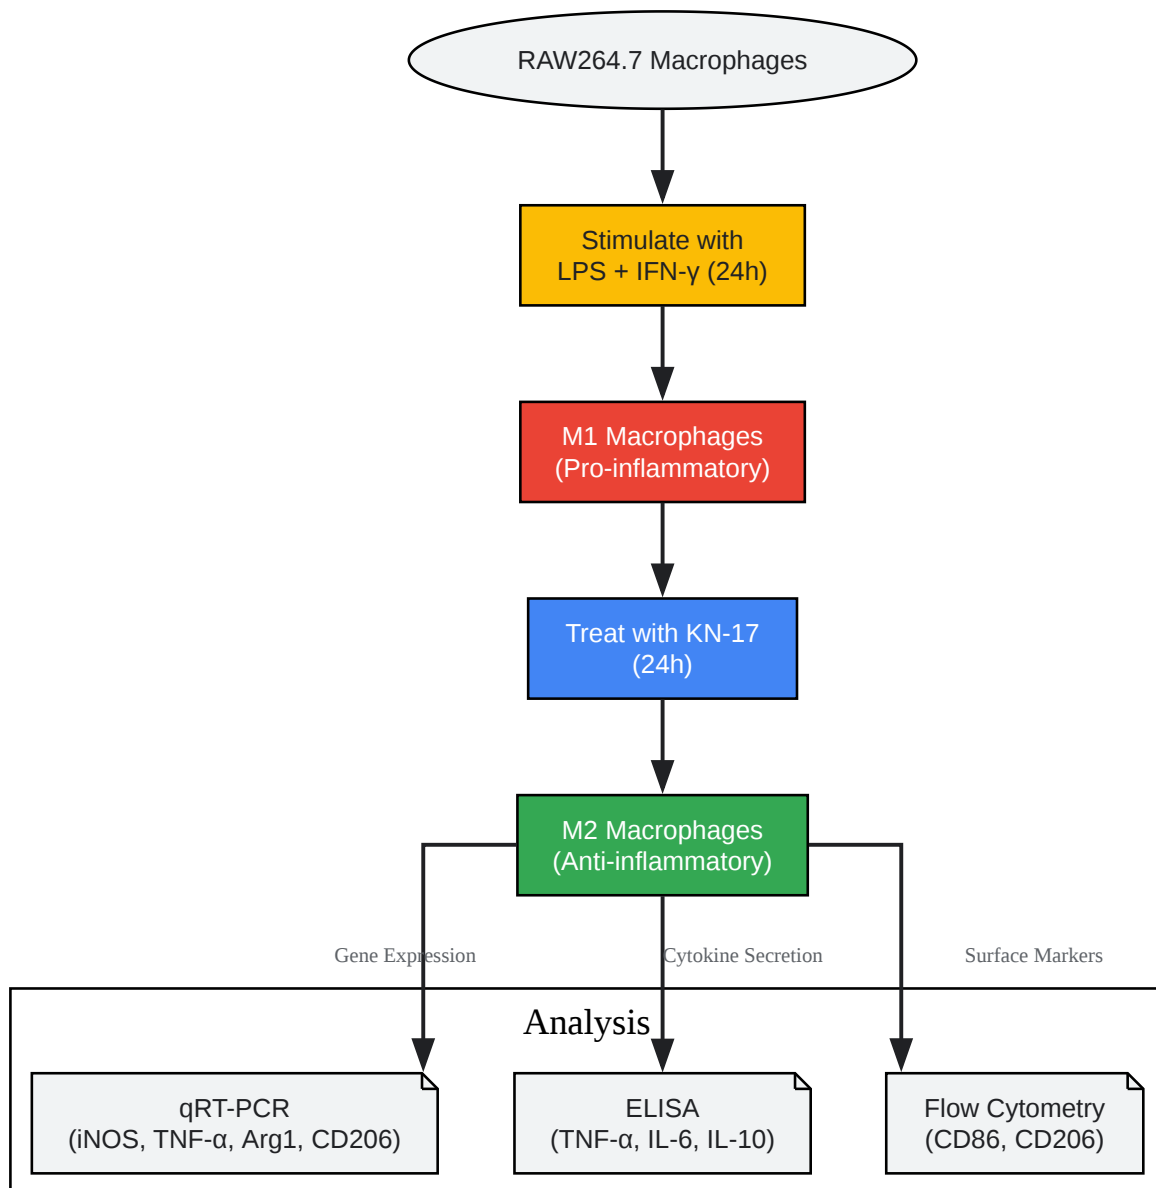 RAW264.7 Macrophages
Stimulate with
LPS + IFN-γ (24h)
M1 Macrophages
(Pro-inflammatory)
Treat with KN-17
(24h)
M2 Macrophages
(Anti-inflammatory)
Gene Expression
Cytokine Secretion
Surface Markers
Analysis
qRT-PCR
(iNOS, TNF-α, Arg1, CD206)
ELISA
(TNF-α, IL-6, IL-10)
Flow Cytometry
(CD86, CD206)